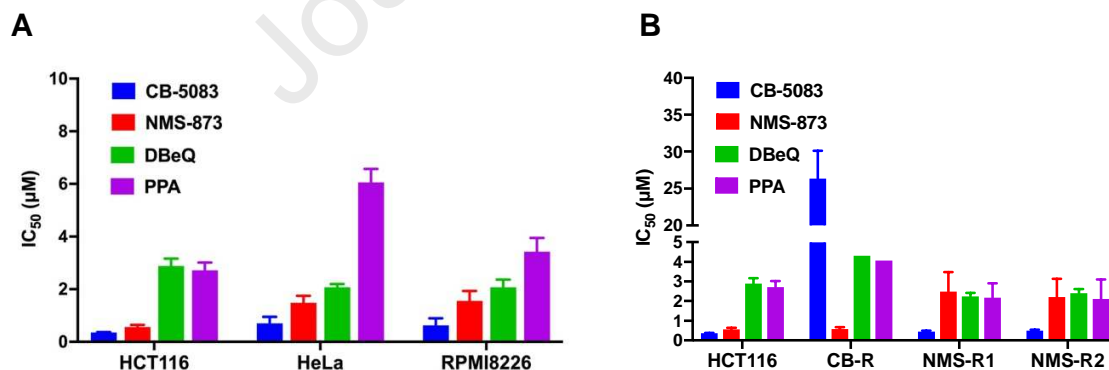 Jou
A
IC50 (µM)
10
8
6
4
2
0
CB-5083
NMS-873
DBeQ
PPA
HCT116 HeLa RPMI8226
B
IC50 (µM)
40
35
30
25
20
5
4
3
2
1
0
CB-5083
NMS-873
DBeQ
PPA
HCT116 CB-R NMS-R1 NMS-R2